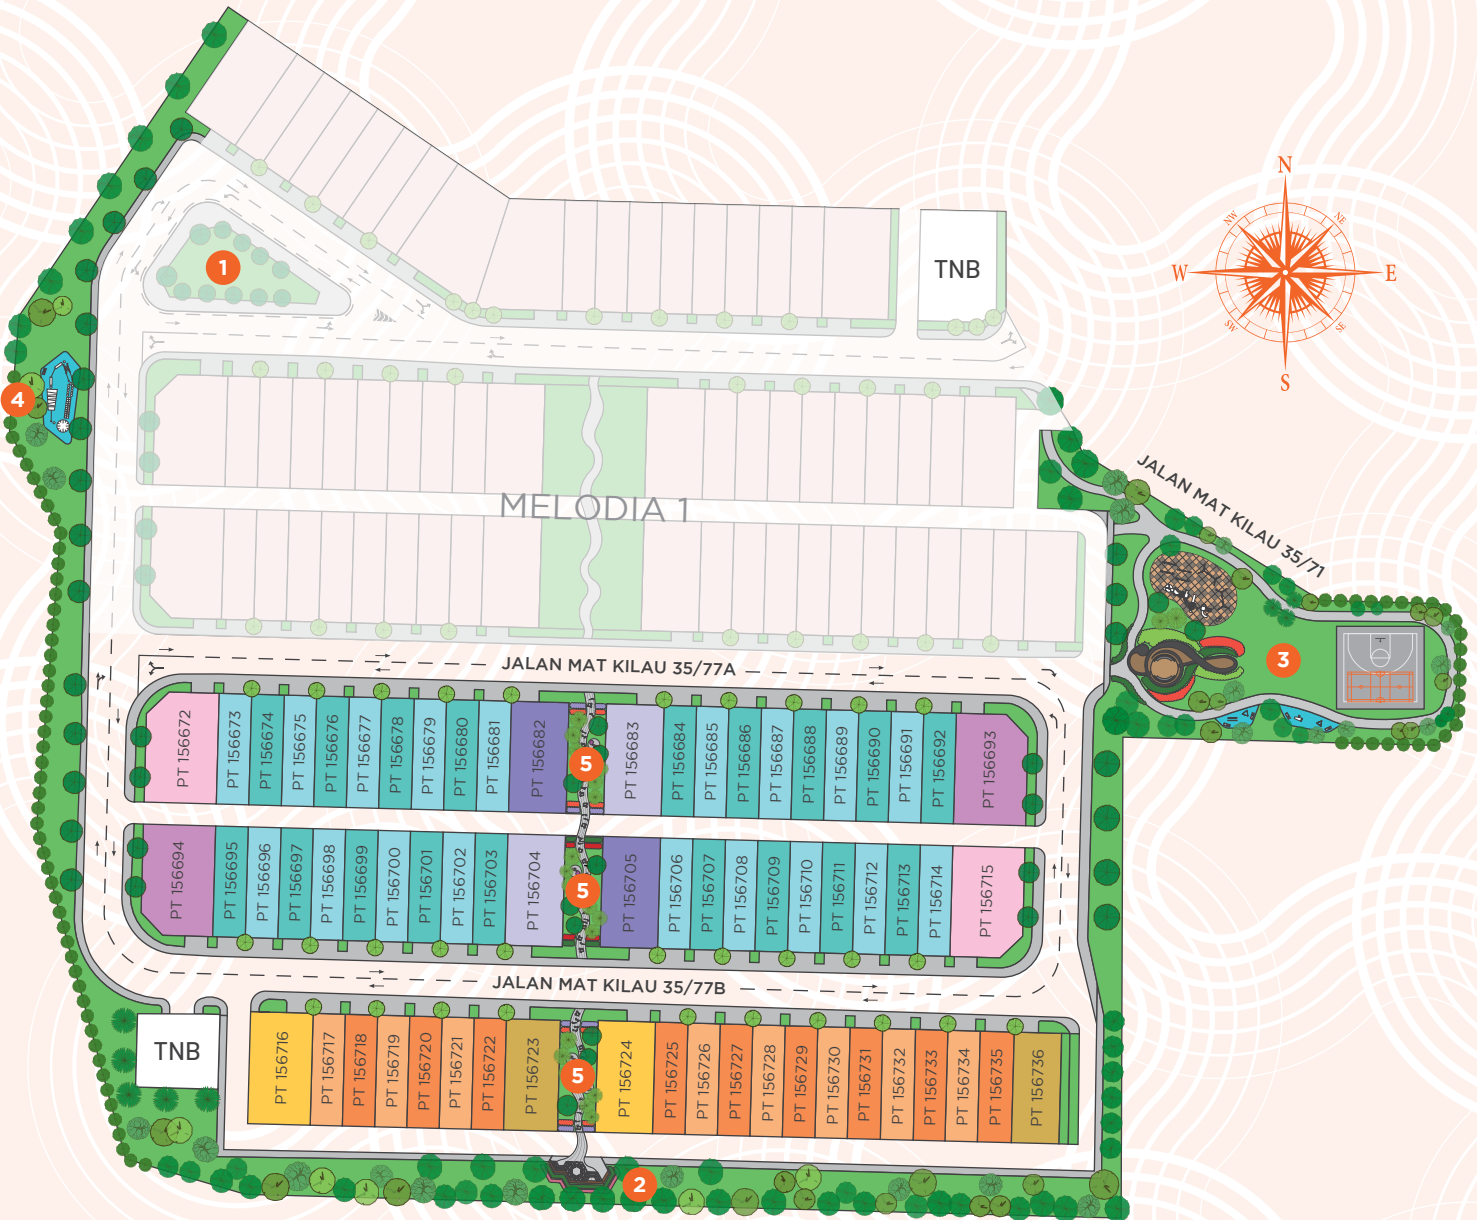 N
NW
NE
W
E
SW
SE
S
TNB
1
4
MELODIA 1
JALAN MAT KILAU 35/71
3
JALAN MAT KILAU 35/77A
PT 156672
PT 156673
PT 156674
PT 156675
PT 156676
PT 156677
PT 156678
PT 156679
PT 156680
PT 156681
PT 156682
5
PT 156683
PT 156684
PT 156685
PT 156686
PT 156687
PT 156688
PT 156689
PT 156690
PT 156691
PT 156692
PT 156693
PT 156694
PT 156695
PT 156696
PT 156697
PT 156698
PT 156699
PT 156700
PT 156701
PT 156702
PT 156703
PT 156704
5
PT 156705
PT 156706
PT 156707
PT 156708
PT 156709
PT 156710
PT 156711
PT 156712
PT 156713
PT 156714
PT 156715
JALAN MAT KILAU 35/77B
TNB
PT 156716
PT 156717
PT 156718
PT 156719
PT 156720
PT 156721
PT 156722
PT 156723
5
PT 156724
PT 156725
PT 156726
PT 156727
PT 156728
PT 156729
PT 156730
PT 156731
PT 156732
PT 156733
PT 156734
PT 156735
PT 156736
2